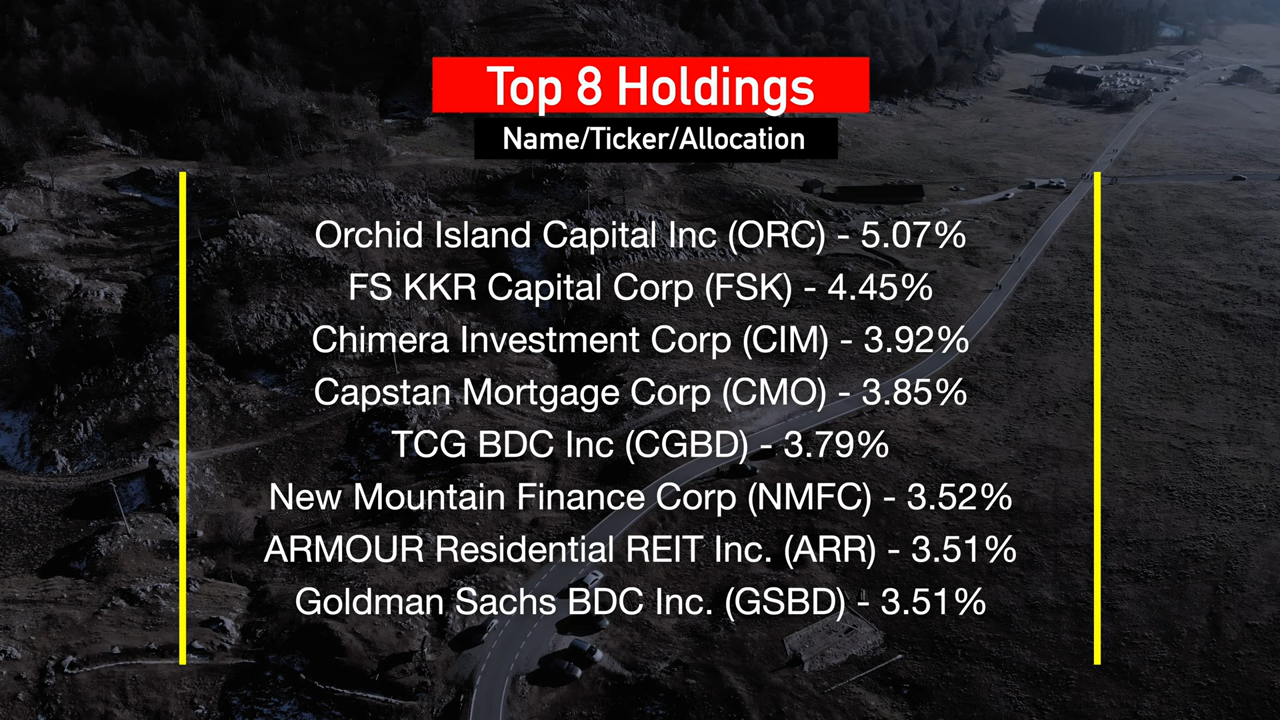 Top 8 Holdings
Name/Ticker/Allocation
Orchid Island Capital Inc (ORC) - 5.07%
FS KKR Capital Corp (FSK) - 4.45%
Chimera Investment Corp (CIM) - 3.92%
Capstan Mortgage Corp (CMO) - 3.85%
TCG BDC Inc (CGBD) - 3.79%
New Mountain Finance Corp (NMFC) - 3.52%
ARMOUR Residential REIT Inc. (ARR) - 3.51%
Goldman Sachs BDC Inc. (GSBD) - 3.51%